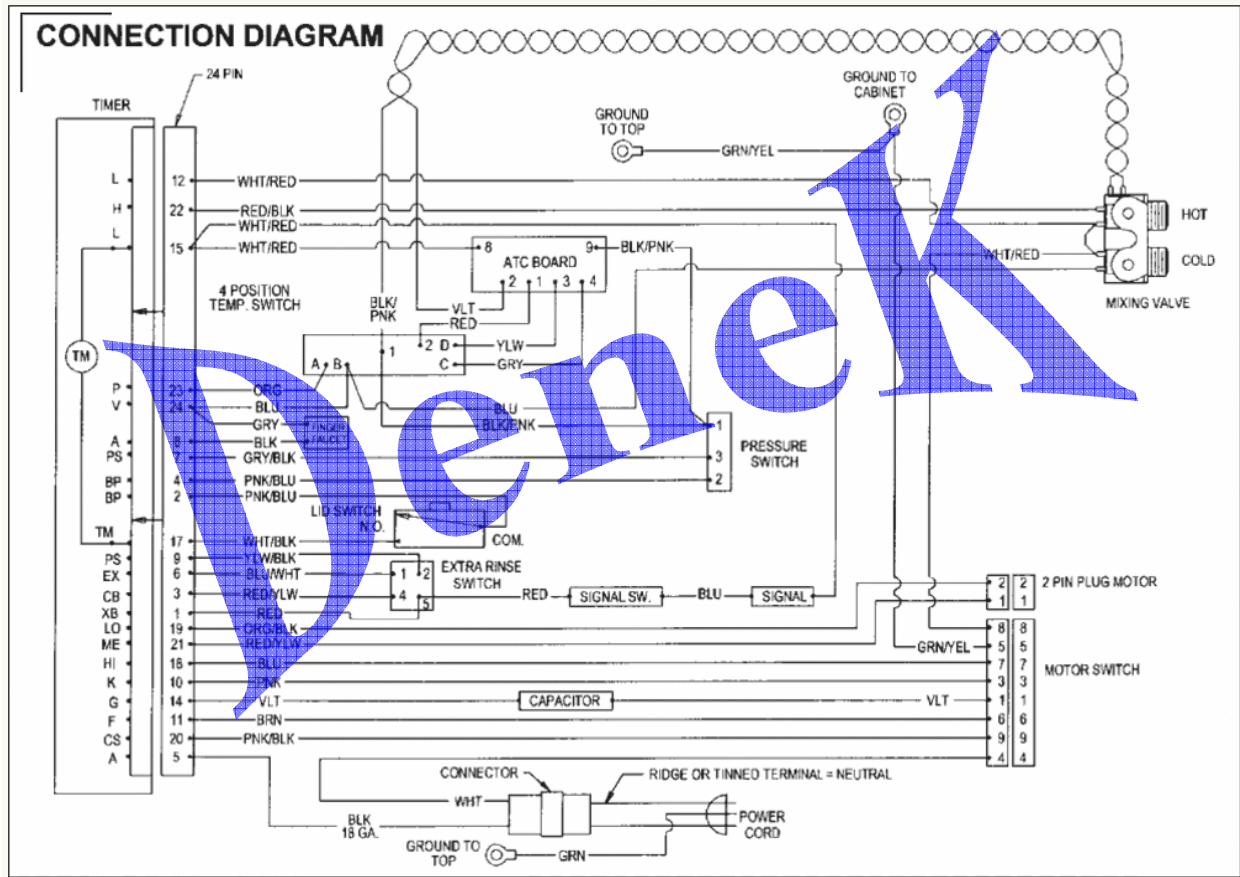 CONNECTION DIAGRAM
24 PIN
TIMER
GROUND TO CABINET
GROUND TO TOP
GRN/YEL
L 12 WHT/RED
H 22 RED/BLK
WHT/RED
L 15 WHT/RED
8 9 BLK/PNK
ATC BOARD
2 1 3 4
HOT
WHT/RED
COLD
MIXING VALVE
4 POSITION
TEMP. SWITCH
BLK/
PNK
VLT
RED
1 2 D YLW
A B C GRY
TM
P 23 ORG
V 24 BLU
BLU
GRY FINGER FAUCET
BLK/PNK
A 8 BLK
PS 7 GRY/BLK
1
3
2
PRESSURE
SWITCH
BP 4 PNK/BLU
BP 2 PNK/BLU
LID SWITCH
N.O.
COM.
TM 17 WHT/BLK
PS 9 YLW/BLK
EX 6 BLU/WHT
1 2
4
5
EXTRA RINSE
SWITCH
CB 3 RED/YLW
RED SIGNAL SW. BLU SIGNAL
XB 1 RED
LO 19 ORG/BLK
ME 21 RED/YLW
2 2
1 1
2 PIN PLUG MOTOR
HI BLU
GRN/YEL
K 10 PNK
G 14 VLT CAPACITOR VLT
F 11 BRN
CS 20 PNK/BLK
A 5
8 8
5 5
7 7
3 3
1 1
6 6
9 9
4 4
MOTOR SWITCH
CONNECTOR
RIDGE OR TINNED TERMINAL = NEUTRAL
WHT
BLK
18 GA.
POWER
CORD
GROUND TO
TOP
GRN
DeneK